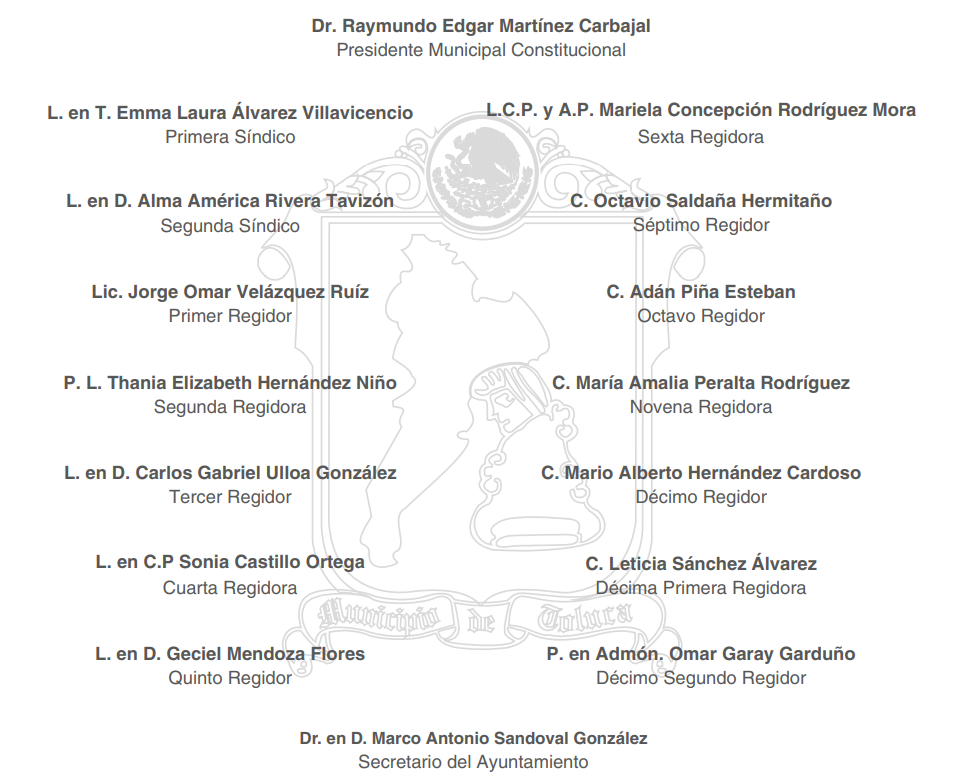 Dr. Raymundo Edgar Martínez Carbajal
Presidente Municipal Constitucional
L. en T. Emma Laura Álvarez Villavicencio
Primera Síndico
L. en D. Alma América Rivera Tavizón
Segunda Síndico
Lic. Jorge Omar Velázquez Ruíz
Primer Regidor
P. L. Thania Elizabeth Hernández Niño
Segunda Regidora
L. en D. Carlos Gabriel Ulloa González
Tercer Regidor
L. en C.P Sonia Castillo Ortega
Cuarta Regidora
L. en D. Geciel Mendoza Flores
Quinto Regidor
L.C.P. y A.P. Mariela Concepción Rodríguez Mora
Sexta Regidora
C. Octavio Saldaña Hermitaño
Séptimo Regidor
C. Adán Piña Esteban
Octavo Regidor
C. María Amalia Peralta Rodríguez
Novena Regidora
C. Mario Alberto Hernández Cardoso
Décimo Regidor
C. Leticia Sánchez Álvarez
Décima Primera Regidora
P. en Admón. Omar Garay Garduño
Décimo Segundo Regidor
Dr. en D. Marco Antonio Sandoval González
Secretario del Ayuntamiento
Municipio de Toluca